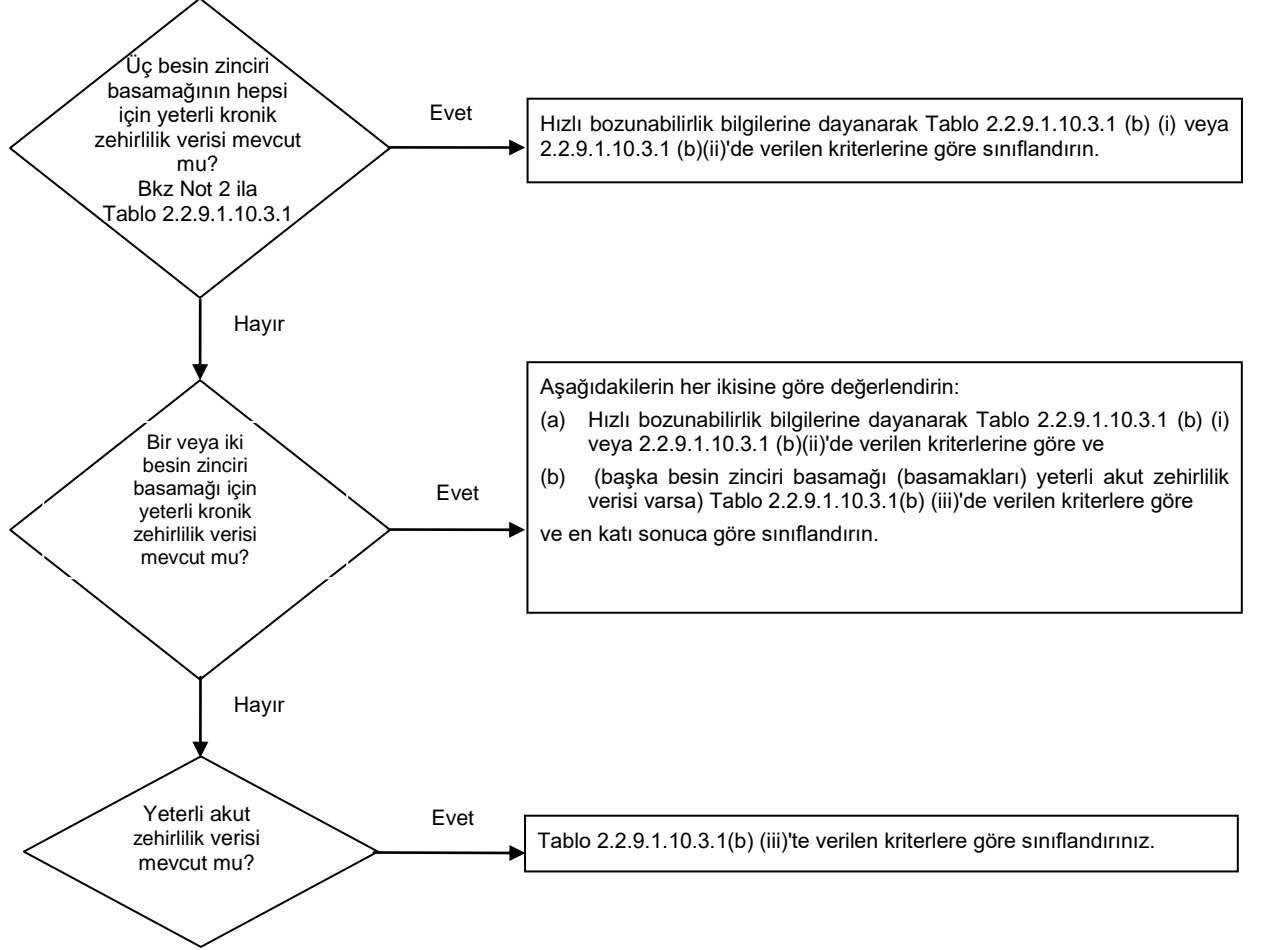 Üç besin zinciri
basamağının hepsi
için yeterli kronik
zehirlilik verisi mevcut
mu?
Bkz Not 2 ila
Tablo 2.2.9.1.10.3.1
Evet
Hızlı bozunabilirlik bilgilerine dayanarak Tablo 2.2.9.1.10.3.1 (b) (i) veya
2.2.9.1.10.3.1 (b)(ii)'de verilen kriterlerine göre sınıflandırın.
Hayır
Bir veya iki
besin zinciri
basamağı için
yeterli kronik
zehirlilik verisi
mevcut mu?
Evet
Aşağıdakilerin her ikisine göre değerlendirin:
(a) Hızlı bozunabilirlik bilgilerine dayanarak Tablo 2.2.9.1.10.3.1 (b) (i)
veya 2.2.9.1.10.3.1 (b)(ii)'de verilen kriterlerine göre ve
(b) (başka besin zinciri basamağı (basamakları) yeterli akut zehirlilik
verisi varsa) Tablo 2.2.9.1.10.3.1(b) (iii)'de verilen kriterlere göre
ve en katı sonuca göre sınıflandırın.
Hayır
Yeterli akut
zehirlilik verisi
mevcut mu?
Evet
Tablo 2.2.9.1.10.3.1(b) (iii)'te verilen kriterlere göre sınıflandırınız.